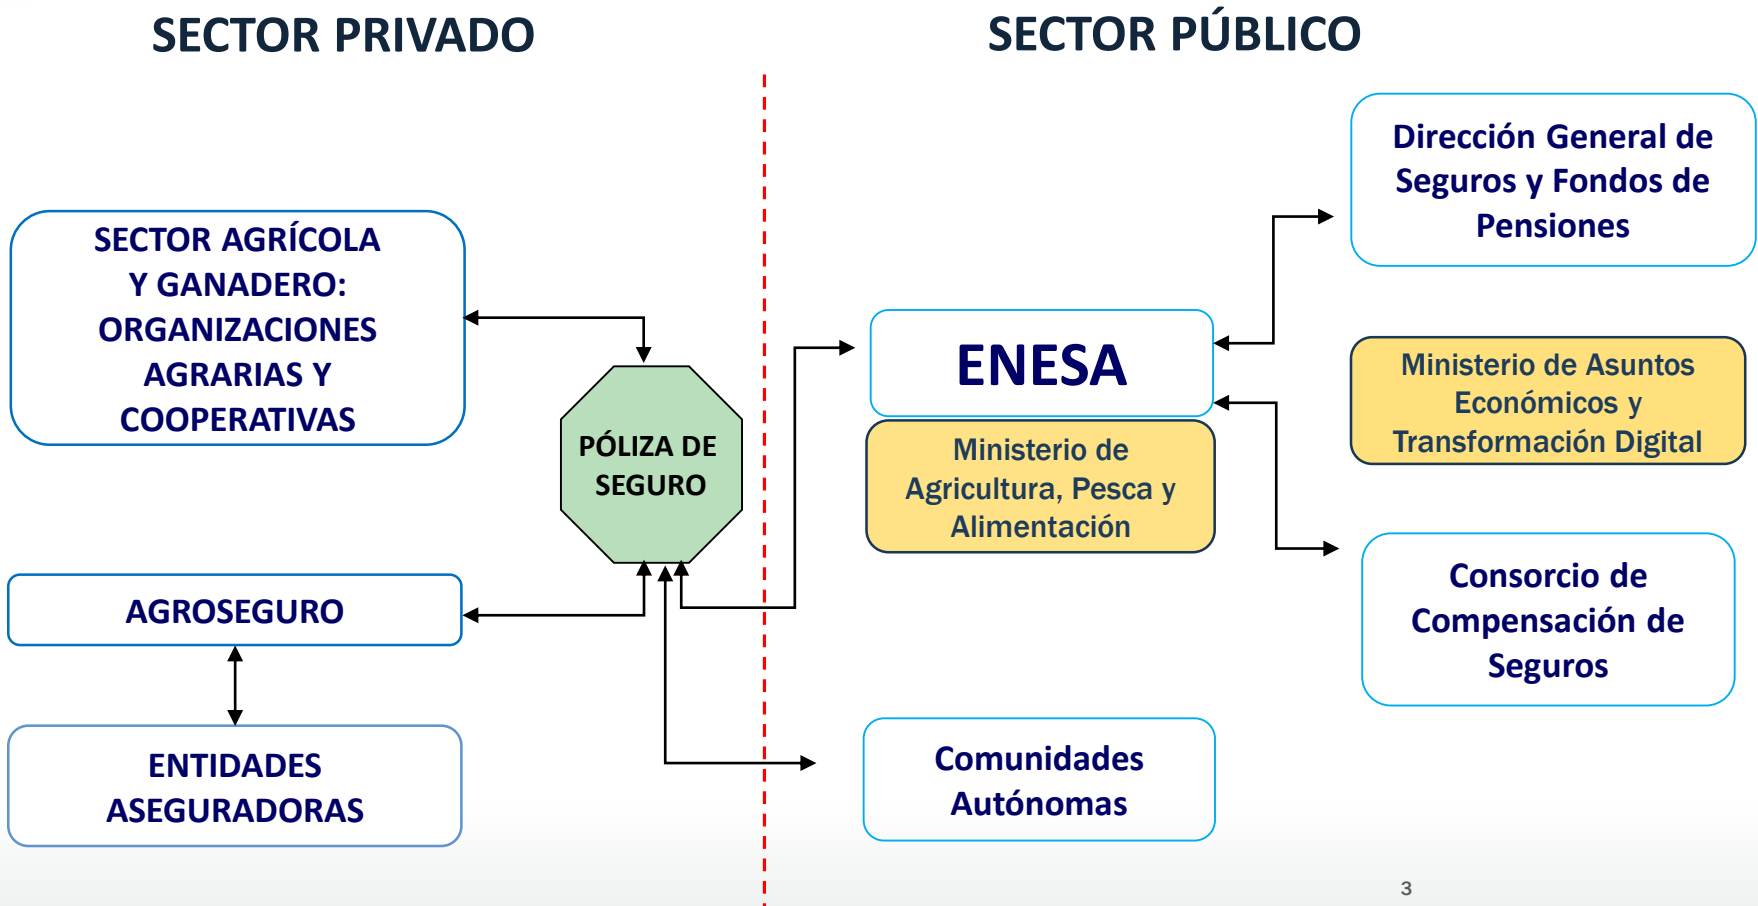 SECTOR PRIVADO
SECTOR PÚBLICO
SECTOR AGRÍCOLA
Y GANADERO:
ORGANIZACIONES
AGRARIAS Y
COOPERATIVAS
PÓLIZA DE
SEGURO
AGROSEGURO
ENTIDADES
ASEGURADORAS
ENESA
Ministerio de
Agricultura, Pesca y
Alimentación
Comunidades
Autónomas
Dirección General de
Seguros y Fondos de
Pensiones
Ministerio de Asuntos
Económicos y
Transformación Digital
Consorcio de
Compensación de
Seguros
3